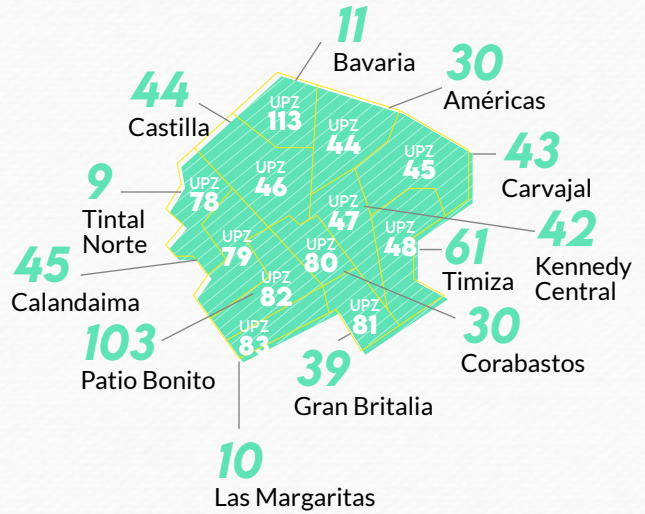 11
Bavaria
30
Américas
44
Castilla
UPZ
113
UPZ
44
UPZ
45
43
Carvajal
9
Tintal
Norte
UPZ
78
UPZ
46
UPZ
47
UPZ
48
42
Kennedy
Central
61
Timiza
45
Calandaima
UPZ
79
UPZ
80
UPZ
82
UPZ
81
UPZ
83
103
Patio Bonito
30
Corabastos
39
Gran Britalia
10
Las Margaritas